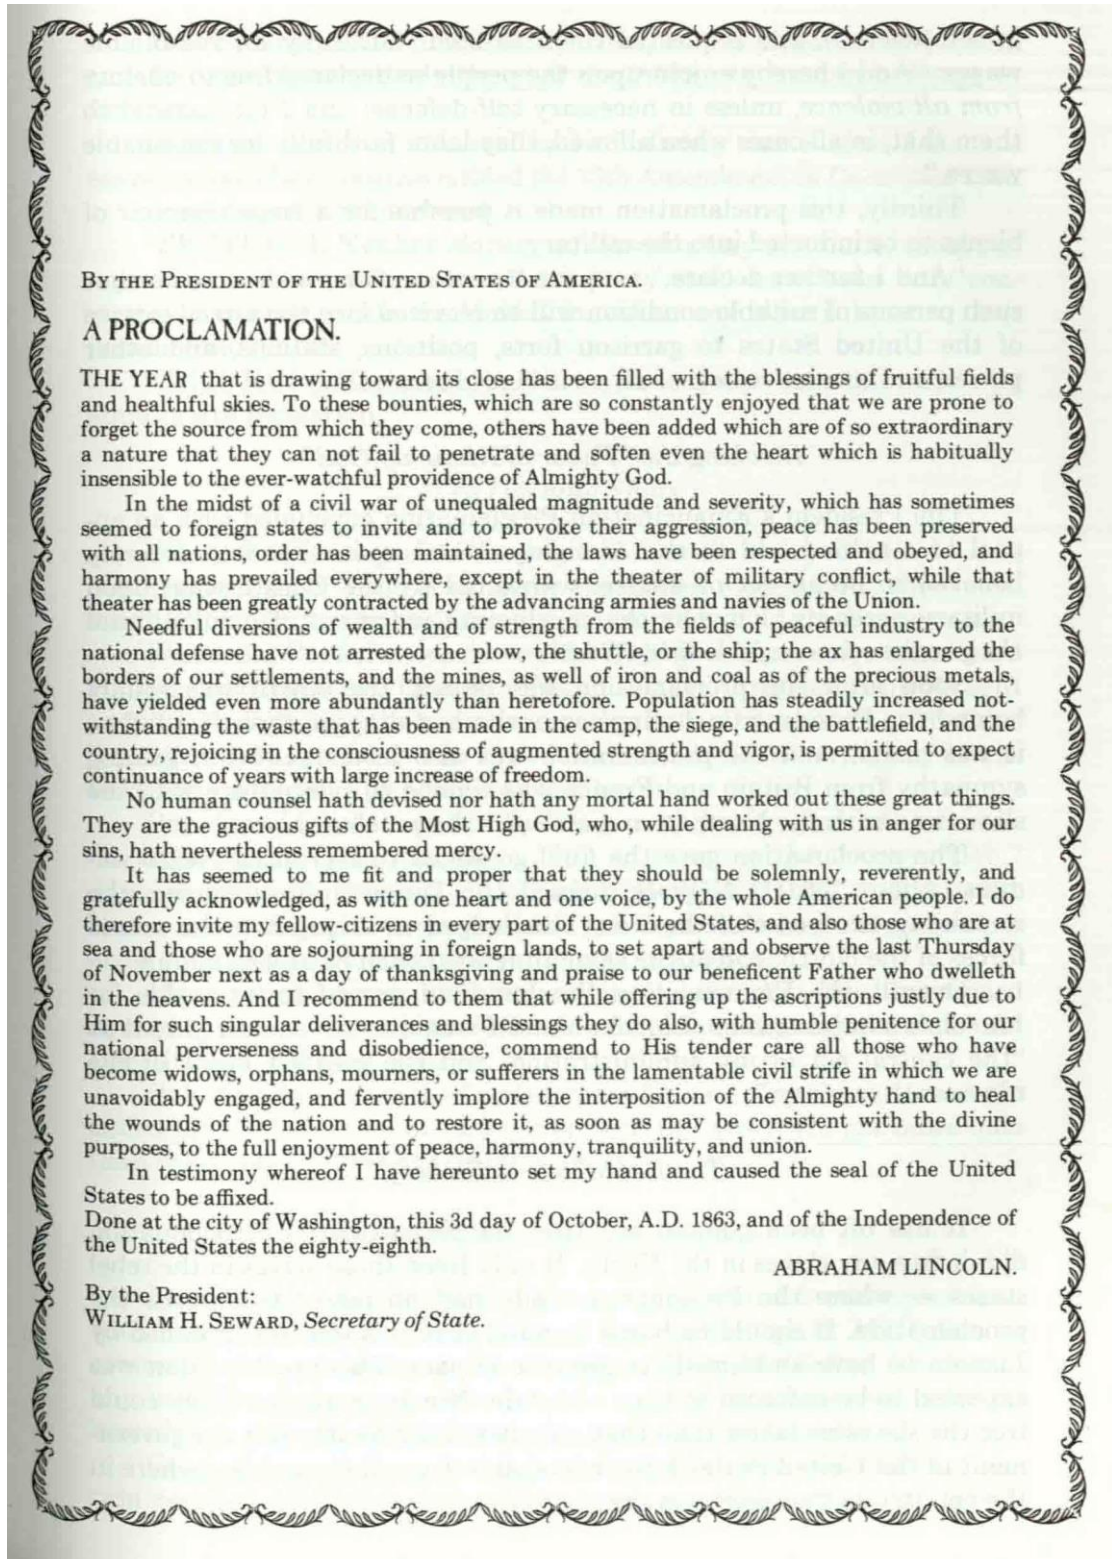 BY THE PRESIDENT OF THE UNITED STATES OF AMERICA.
A PROCLAMATION.
THE YEAR that is drawing toward its close has been filled with the blessings of fruitful fields
and healthful skies. To these bounties, which are so constantly enjoyed that we are prone to
forget the source from which they come, others have been added which are of so extraordinary
a nature that they can not fail to penetrate and soften even the heart which is habitually
insensible to the ever-watchful providence of Almighty God.
In the midst of a civil war of unequaled magnitude and severity, which has sometimes
seemed to foreign states to invite and to provoke their aggression, peace has been preserved
with all nations, order has been maintained, the laws have been respected and obeyed, and
harmony has prevailed everywhere, except in the theater of military conflict, while that
theater has been greatly contracted by the advancing armies and navies of the Union.
Needful diversions of wealth and of strength from the fields of peaceful industry to the
national defense have not arrested the plow, the shuttle, or the ship; the ax has enlarged the
borders of our settlements, and the mines, as well of iron and coal as of the precious metals,
have yielded even more abundantly than heretofore. Population has steadily increased not-
withstanding the waste that has been made in the camp, the siege, and the battlefield, and the
country, rejoicing in the consciousness of augmented strength and vigor, is permitted to expect
continuance of years with large increase of freedom.
No human counsel hath devised nor hath any mortal hand worked out these great things.
They are the gracious gifts of the Most High God, who, while dealing with us in anger for our
sins, hath nevertheless remembered mercy.
It has seemed to me fit and proper that they should be solemnly, reverently, and
gratefully acknowledged, as with one heart and one voice, by the whole American people. I do
therefore invite my fellow-citizens in every part of the United States, and also those who are at
sea and those who are sojourning in foreign lands, to set apart and observe the last Thursday
of November next as a day of thanksgiving and praise to our beneficent Father who dwelleth
in the heavens. And I recommend to them that while offering up the ascriptions justly due to
Him for such singular deliverances and blessings they do also, with humble penitence for our
national perverseness and disobedience, commend to His tender care all those who have
become widows, orphans, mourners, or sufferers in the lamentable civil strife in which we are
unavoidably engaged, and fervently implore the interposition of the Almighty hand to heal
the wounds of the nation and to restore it, as soon as may be consistent with the divine
purposes, to the full enjoyment of peace, harmony, tranquility, and union.
In testimony whereof I have hereunto set my hand and caused the seal of the United
States to be affixed.
Done at the city of Washington, this 3d day of October, A.D. 1863, and of the Independence of
the United States the eighty-eighth.
ABRAHAM LINCOLN.
By the President:
WILLIAM H. SEWARD, Secretary of State.